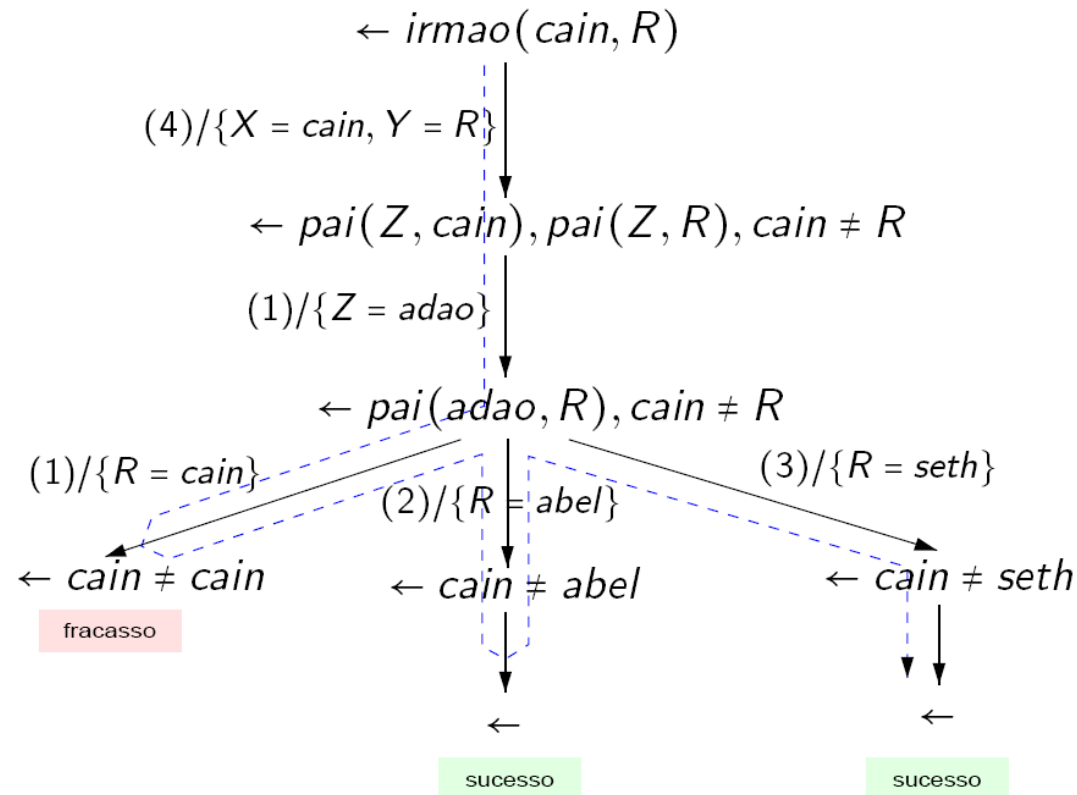 ← irmao(cain, R)
(4)/{X = cain, Y = R}
← pai(Z, cain), pai(Z, R), cain ≠ R
(1)/{Z = adao}
← pai(adao, R), cain ≠ R
(1)/{R = cain}
(2)/{R = abel}
(3)/{R = seth}
← cain ≠ cain
← cain ≠ abel
← cain ≠ seth
fracasso
←
←
sucesso
sucesso